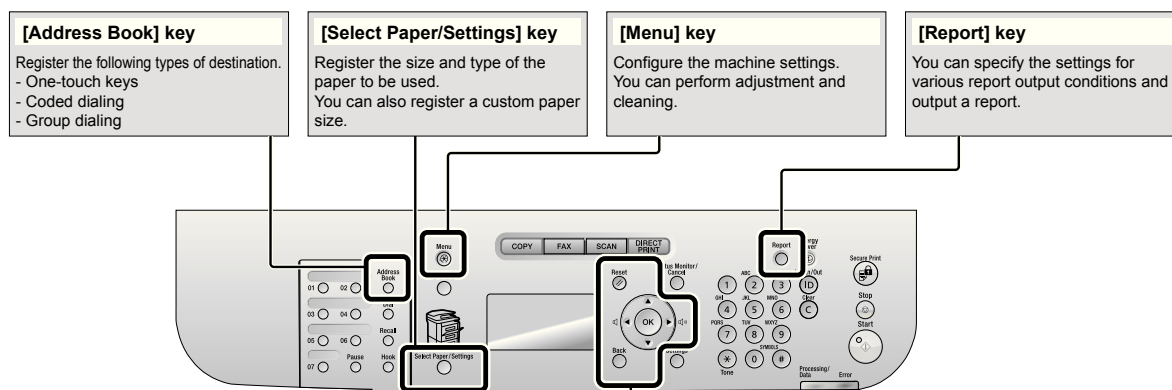 [Address Book] key
Register the following types of destination.
- One-touch keys
- Coded dialing
- Group dialing
[Select Paper/Settings] key
Register the size and type of the
paper to be used.
You can also register a custom paper
size.
[Menu] key
Configure the machine settings.
You can perform adjustment and
cleaning.
[Report] key
You can specify the settings for
various report output conditions and
output a report.
Menu
COPY FAX SCAN DIRECT PRINT
Report
Secure Print
Address
Book
01 02
03 04
05 06
07
Recall
Pause
Hook
Select Paper/Settings
Reset
Monitor/
Cancel
OK
Back
ABC
1 2 3 ID
/Out
GHI JKL MNO Clear
4 5 6 C
PQRS TUV WXYZ
7 8 9
SYMBOLS
* 0 #
Tone
Stop
Start
Processing/
Data
Error